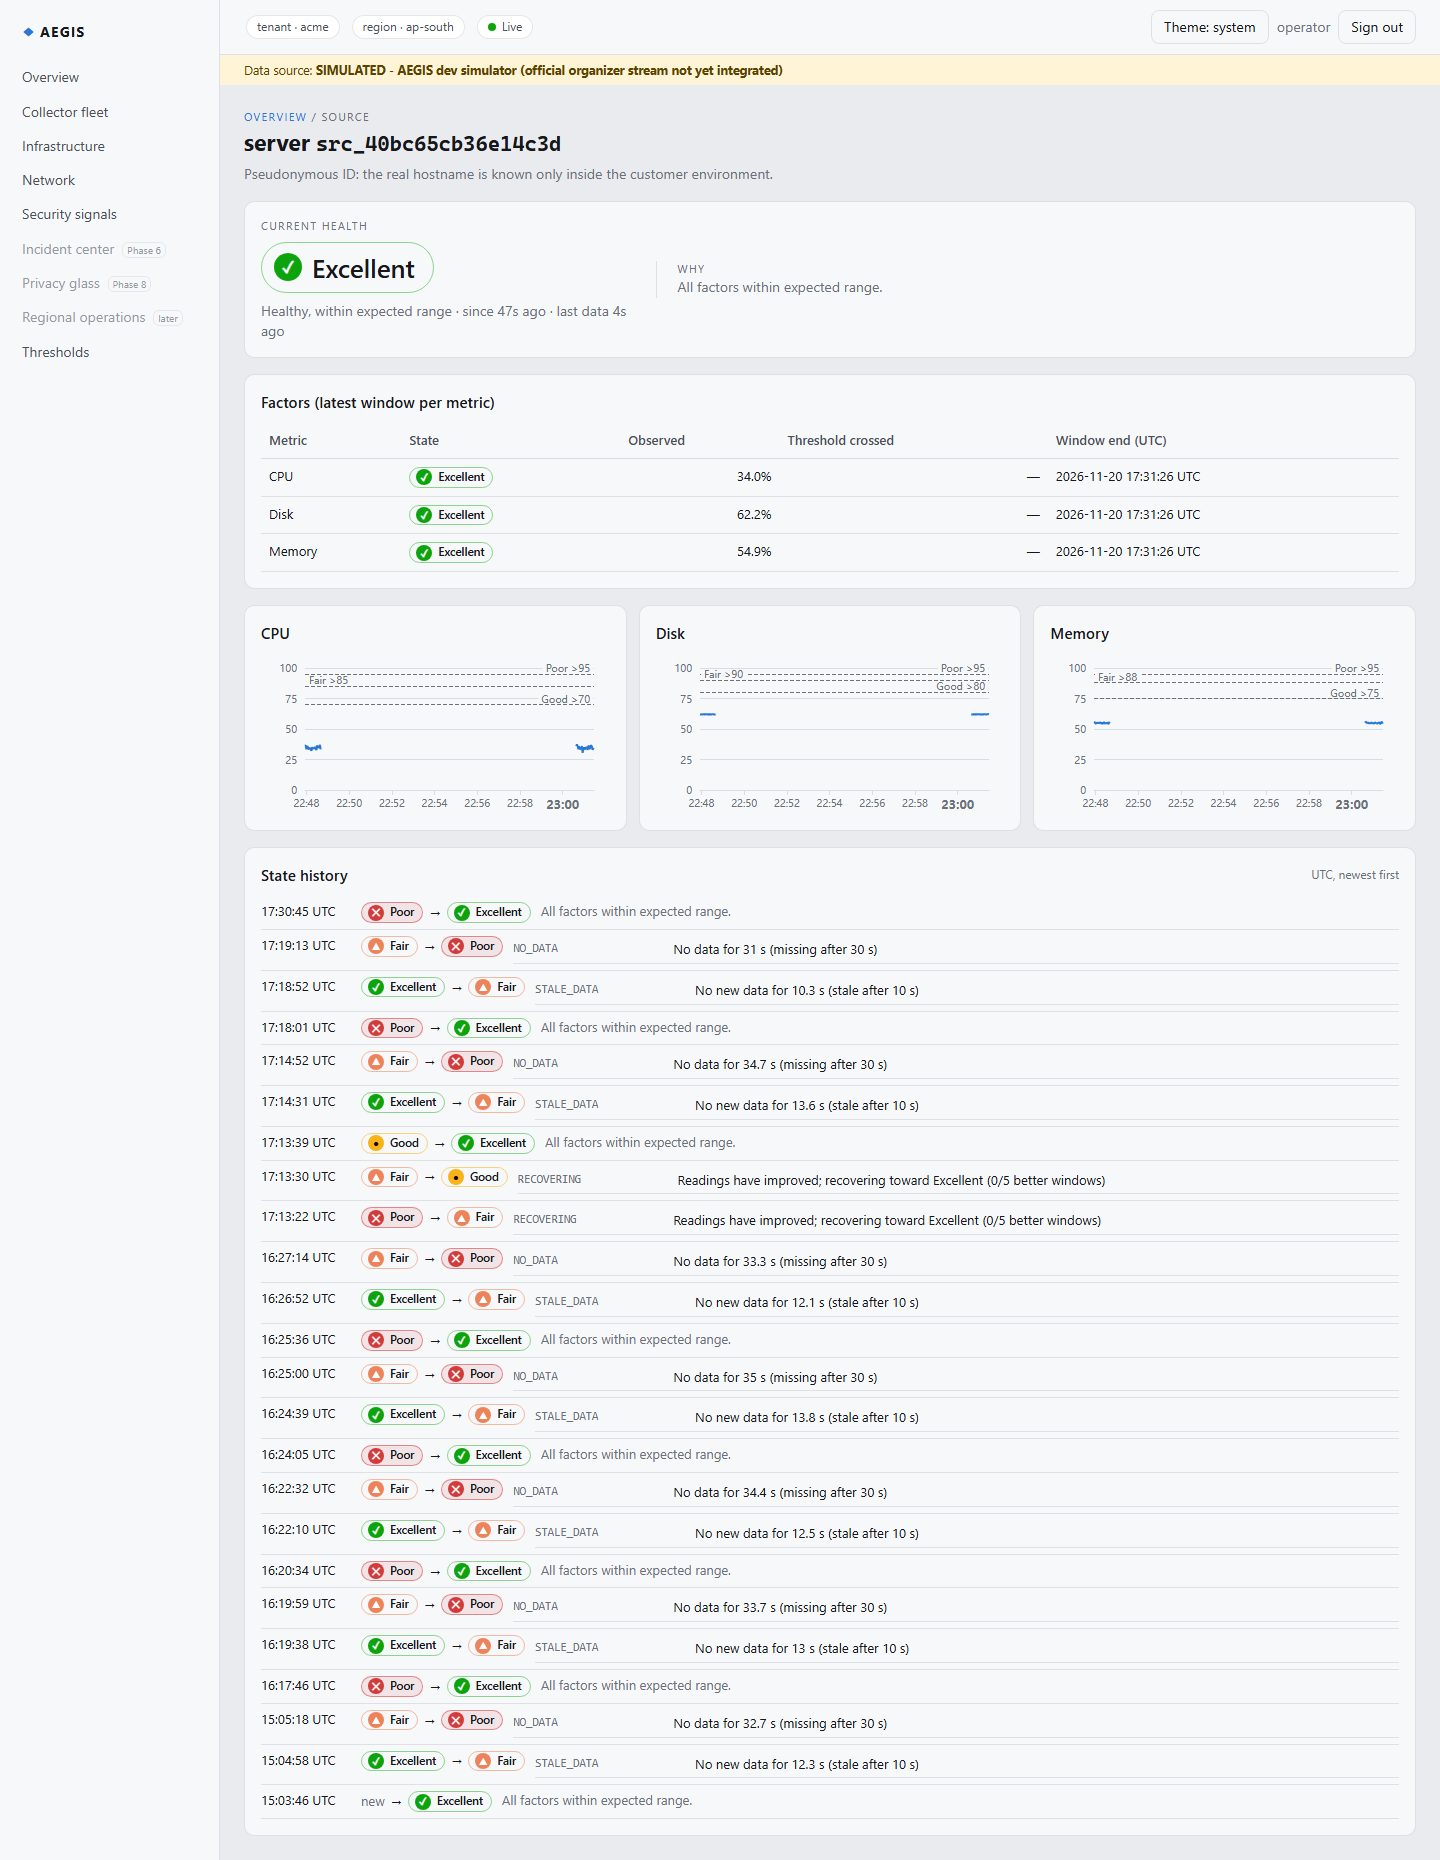 AEGIS
Overview
Collector fleet
Infrastructure
Network
Security signals
Incident center Phase 6
Privacy glass Phase 8
Regional operations later
Thresholds
tenant · acme region · ap-south Live
Theme: system operator Sign out
Data source: SIMULATED - AEGIS dev simulator (official organizer stream not yet integrated)
OVERVIEW / SOURCE
server src_40bc65cb36e14c3d
Pseudonymous ID: the real hostname is known only inside the customer environment.
CURRENT HEALTH
Excellent
Healthy, within expected range · since 47s ago · last data 4s
ago
WHY
All factors within expected range.
Factors (latest window per metric)
Metric State Observed Threshold crossed Window end (UTC)
CPU Excellent 34.0% — 2026-11-20 17:31:26 UTC
Disk Excellent 62.2% — 2026-11-20 17:31:26 UTC
Memory Excellent 54.9% — 2026-11-20 17:31:26 UTC
CPU
100
75
50
25
0
Poor >95
Fair >85
Good >70
22:48 22:50 22:52 22:54 22:56 22:58 23:00
Disk
100
75
50
25
0
Poor >95
Fair >90
Good >80
22:48 22:50 22:52 22:54 22:56 22:58 23:00
Memory
100
75
50
25
0
Poor >95
Fair >88
Good >75
22:48 22:50 22:52 22:54 22:56 22:58 23:00
State history UTC, newest first
17:30:45 UTC Poor → Excellent All factors within expected range.
17:19:13 UTC Fair → Poor NO_DATA No data for 31 s (missing after 30 s)
17:18:52 UTC Excellent → Fair STALE_DATA No new data for 10.3 s (stale after 10 s)
17:18:01 UTC Poor → Excellent All factors within expected range.
17:14:52 UTC Fair → Poor NO_DATA No data for 34.7 s (missing after 30 s)
17:14:31 UTC Excellent → Fair STALE_DATA No new data for 13.6 s (stale after 10 s)
17:13:39 UTC Good → Excellent All factors within expected range.
17:13:30 UTC Fair → Good RECOVERING Readings have improved; recovering toward Excellent (0/5 better windows)
17:13:22 UTC Poor → Fair RECOVERING Readings have improved; recovering toward Excellent (0/5 better windows)
16:27:14 UTC Fair → Poor NO_DATA No data for 33.3 s (missing after 30 s)
16:26:52 UTC Excellent → Fair STALE_DATA No new data for 12.1 s (stale after 10 s)
16:25:36 UTC Poor → Excellent All factors within expected range.
16:25:00 UTC Fair → Poor NO_DATA No data for 35 s (missing after 30 s)
16:24:39 UTC Excellent → Fair STALE_DATA No new data for 13.8 s (stale after 10 s)
16:24:05 UTC Poor → Excellent All factors within expected range.
16:22:32 UTC Fair → Poor NO_DATA No data for 34.4 s (missing after 30 s)
16:22:10 UTC Excellent → Fair STALE_DATA No new data for 12.5 s (stale after 10 s)
16:20:34 UTC Poor → Excellent All factors within expected range.
16:19:59 UTC Fair → Poor NO_DATA No data for 33.7 s (missing after 30 s)
16:19:38 UTC Excellent → Fair STALE_DATA No new data for 13 s (stale after 10 s)
16:17:46 UTC Poor → Excellent All factors within expected range.
15:05:18 UTC Fair → Poor NO_DATA No data for 32.7 s (missing after 30 s)
15:04:58 UTC Excellent → Fair STALE_DATA No new data for 12.3 s (stale after 10 s)
15:03:46 UTC new → Excellent All factors within expected range.